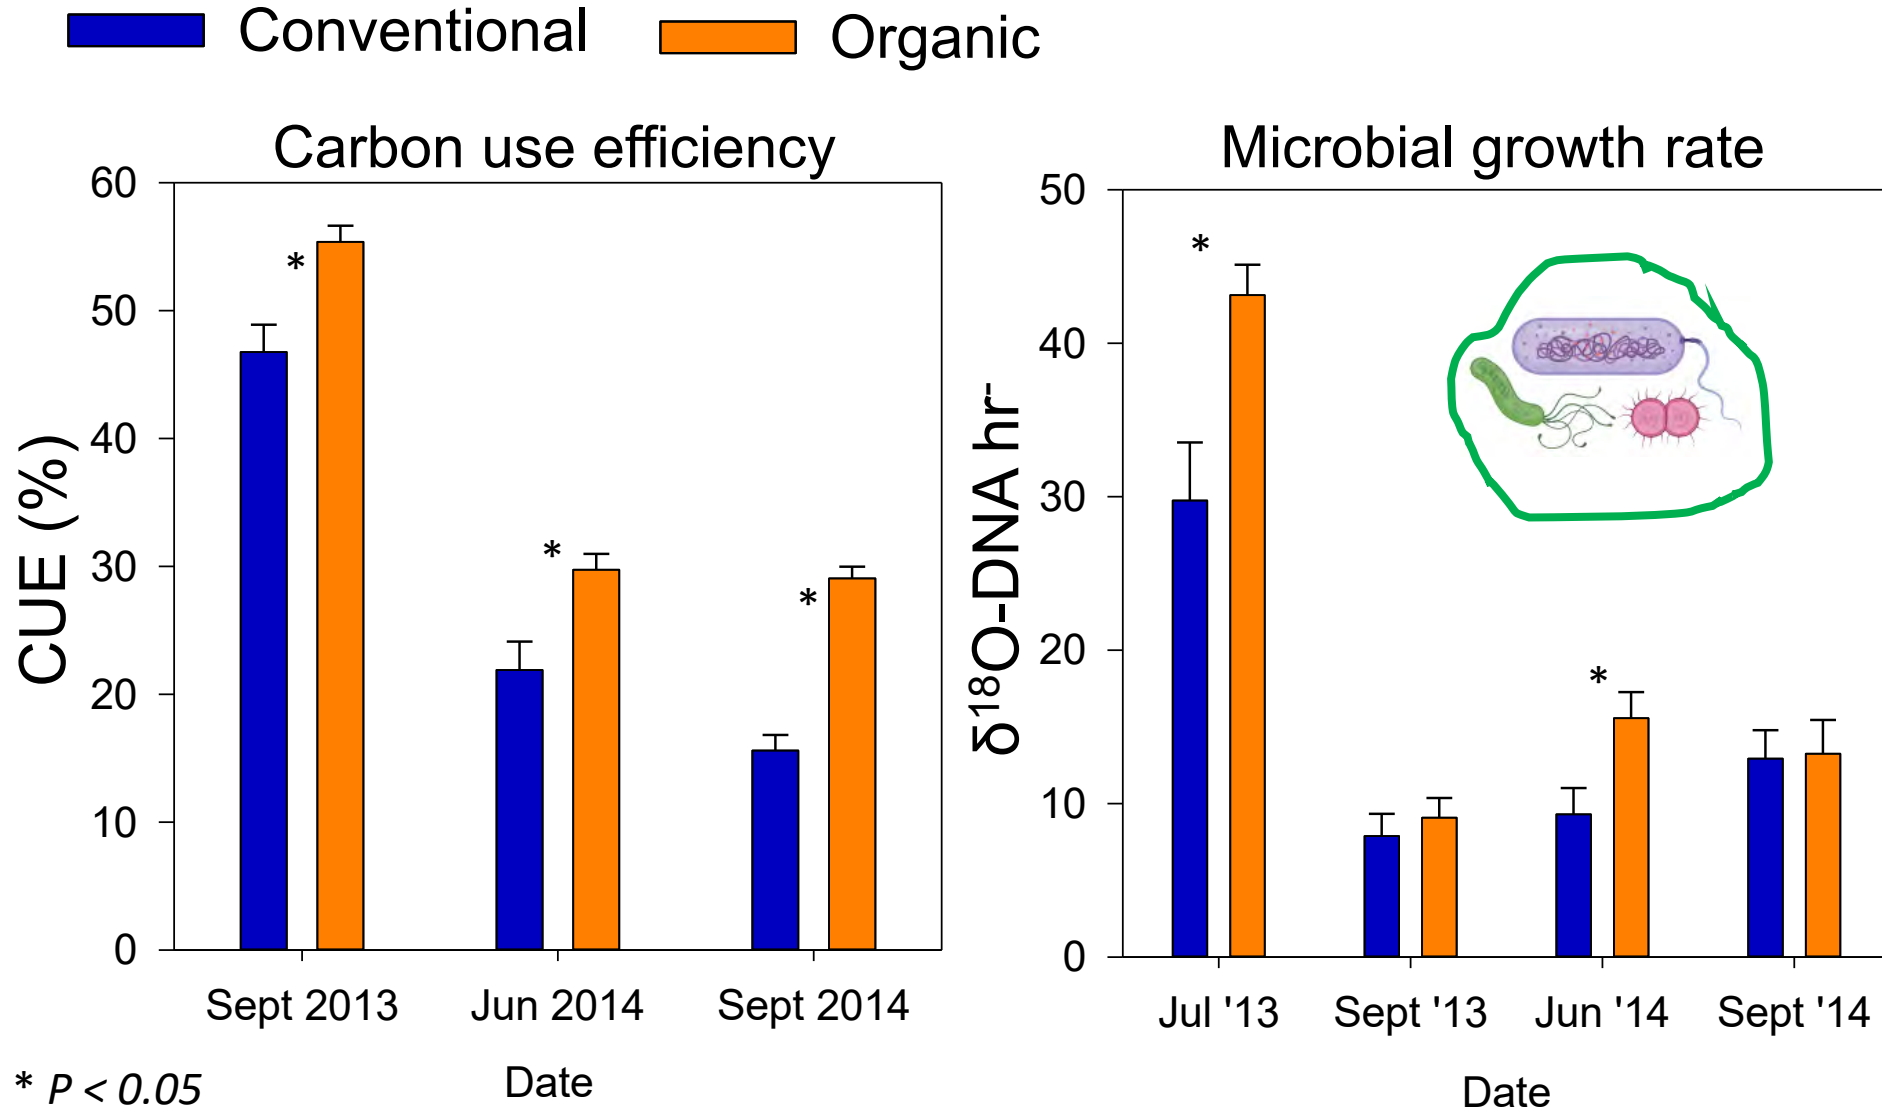 Conventional
Organic
Carbon use efficiency
60
50
40
30
20
10
0
CUE (%)
Sept 2013
Jun 2014
Sept 2014
Date
*
*
*
Microbial growth rate
50
40
30
20
10
0
δ¹⁸O-DNA hr⁻
Jul '13
Sept '13
Jun '14
Sept '14
Date
*
*
* P < 0.05